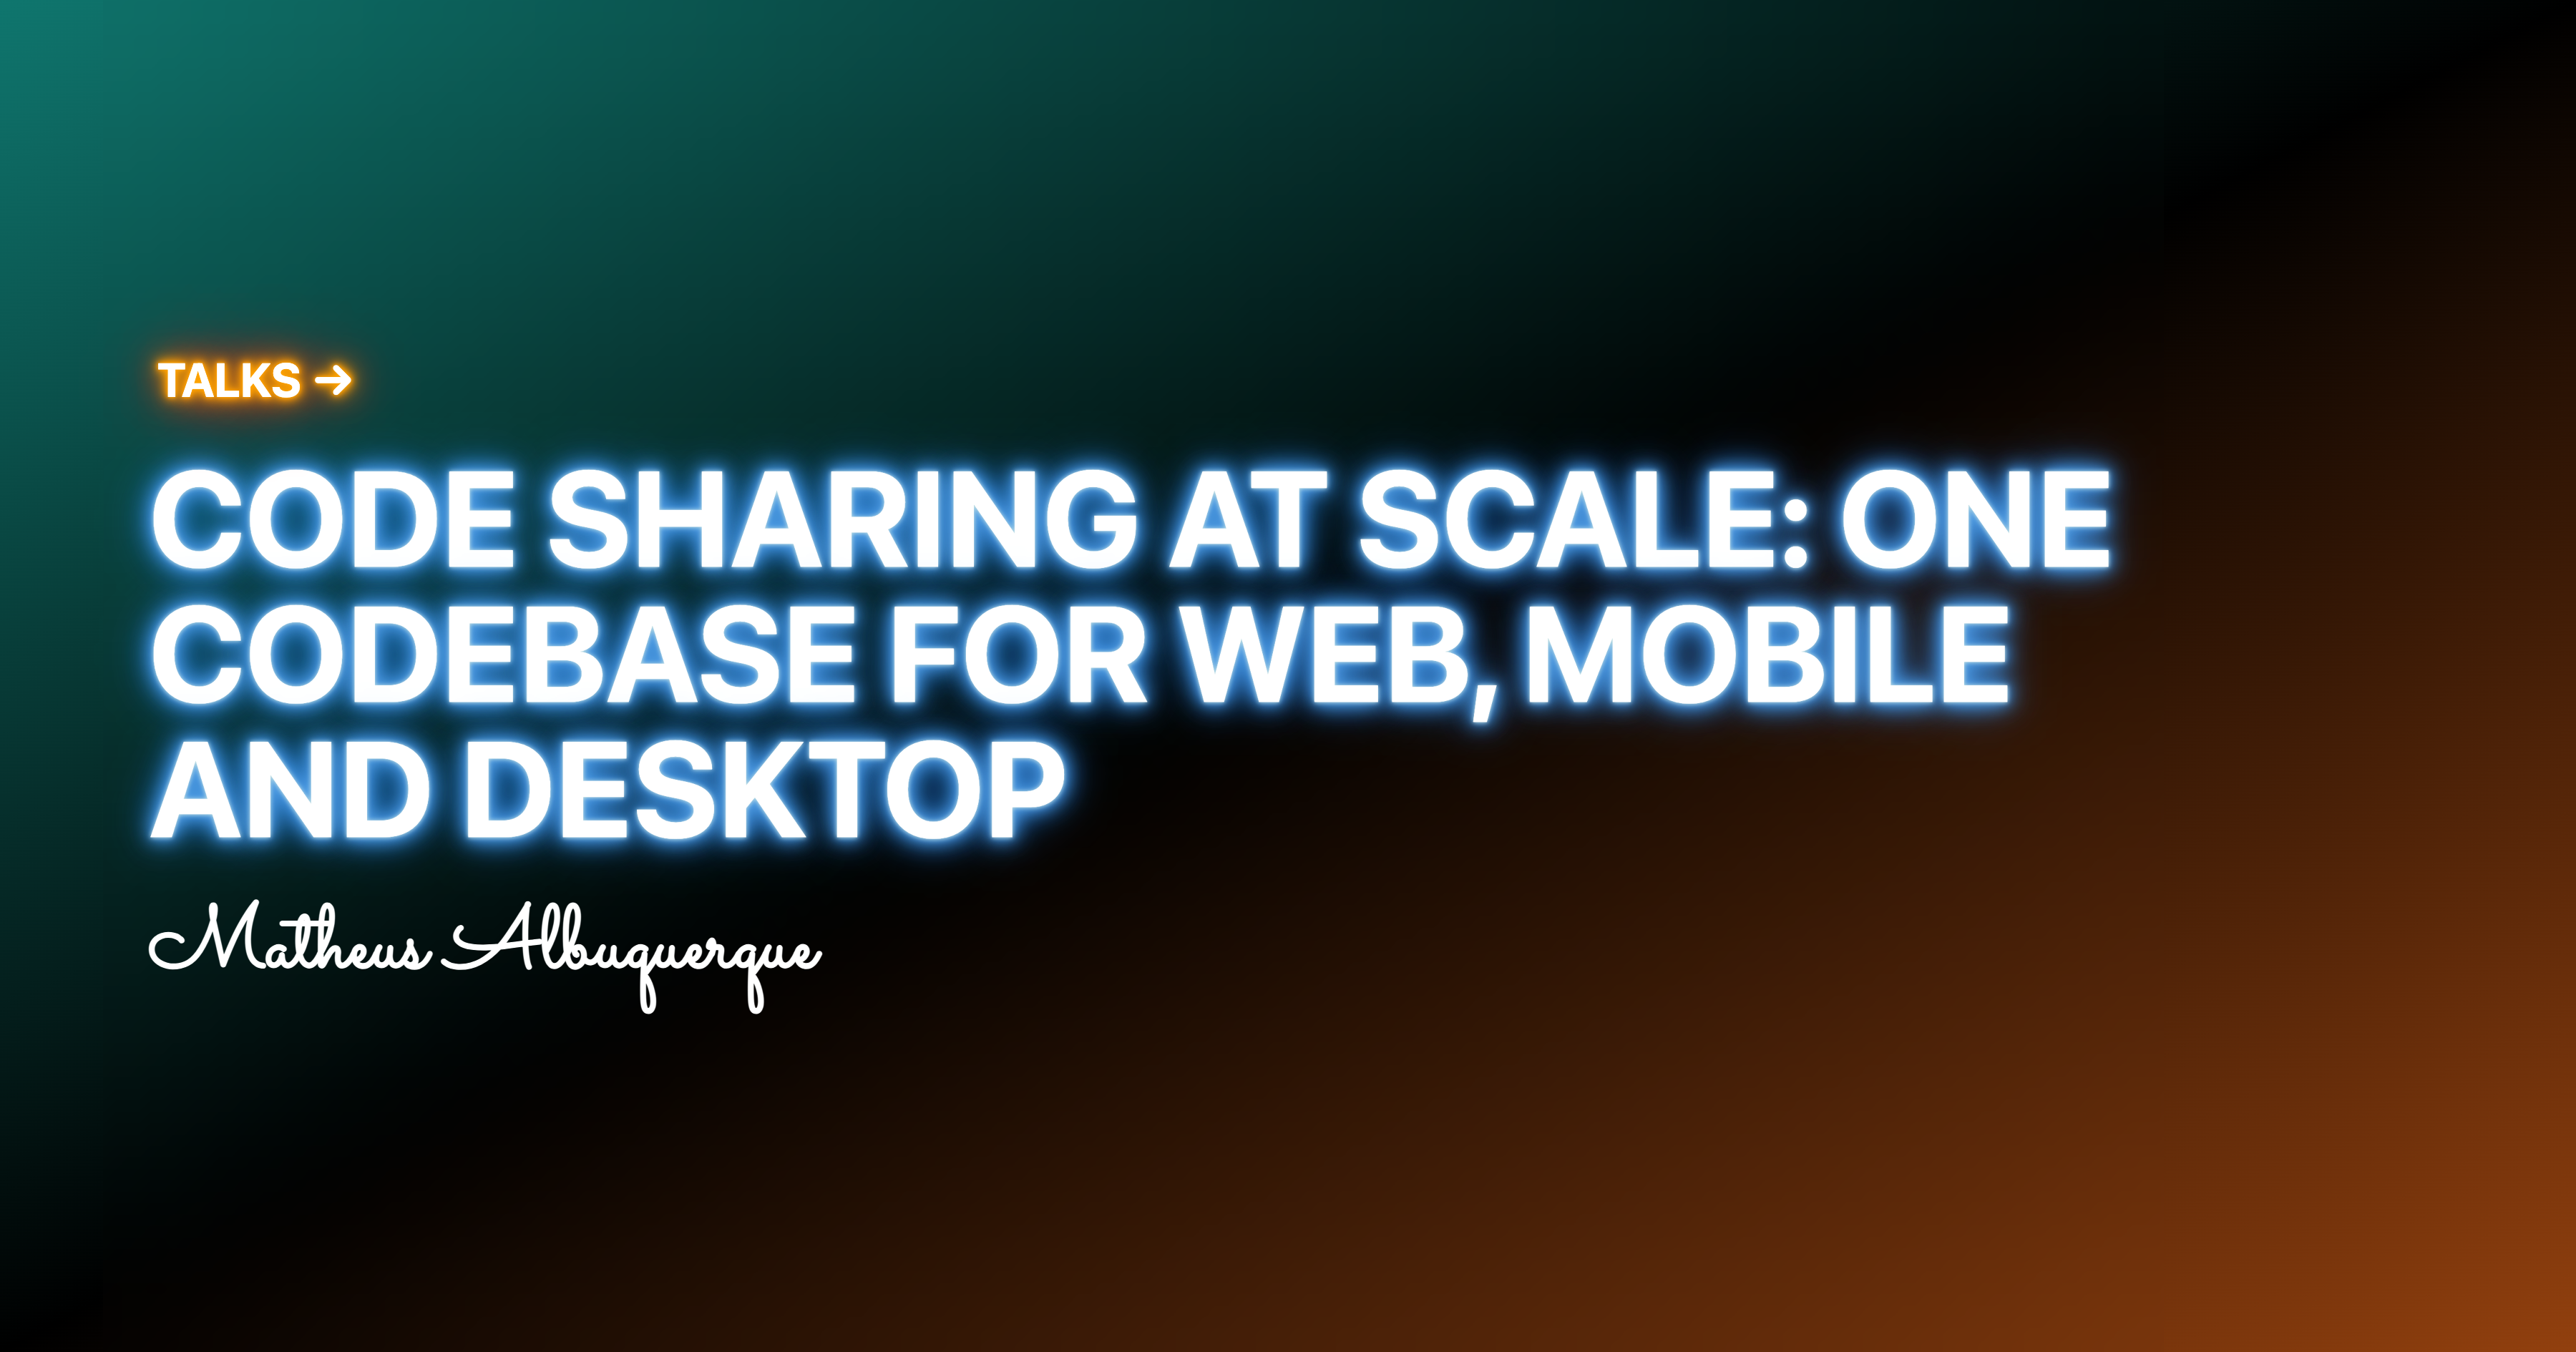 TALKS →
CODE SHARING AT SCALE: ONE
CODEBASE FOR WEB, MOBILE
AND DESKTOP
Matheus Albuquerque